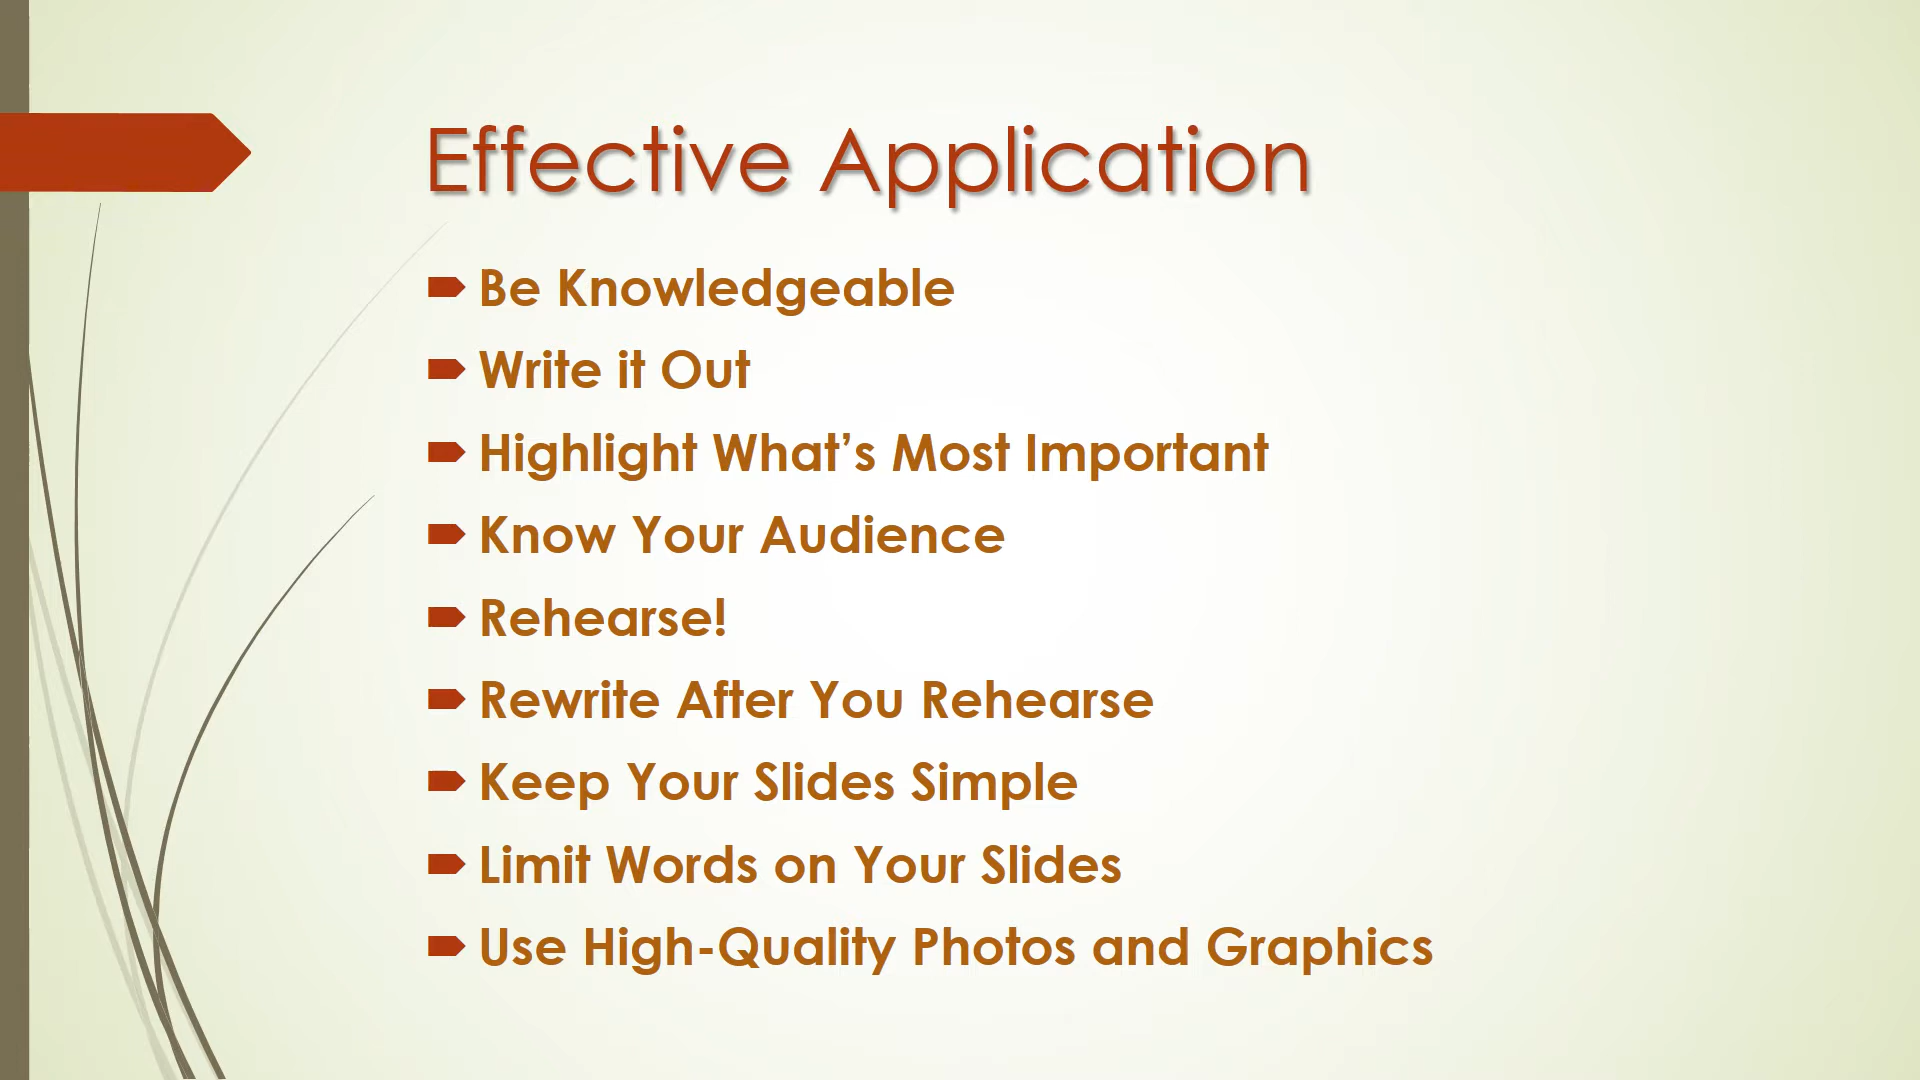 Effective Application
Be Knowledgeable
Write it Out
Highlight What’s Most Important
Know Your Audience
Rehearse!
Rewrite After You Rehearse
Keep Your Slides Simple
Limit Words on Your Slides
Use High-Quality Photos and Graphics